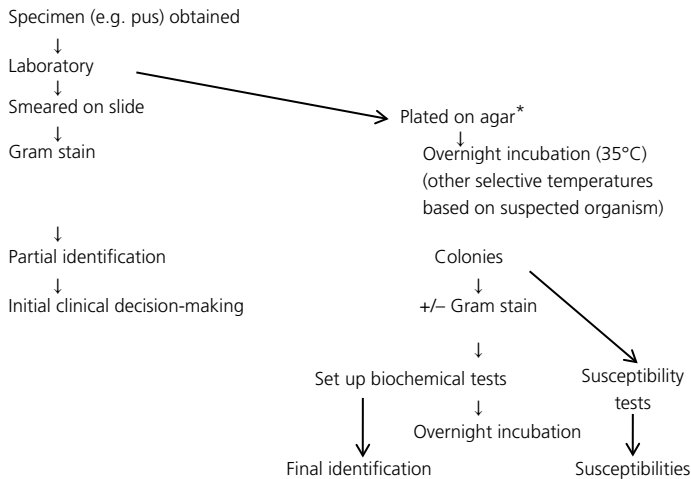 Specimen (e.g. pus) obtained
↓
Laboratory
↓
Smeared on slide
↓
Gram stain
↓
Partial identification
↓
Initial clinical decision-making
Plated on agar*
↓
Overnight incubation (35°C)
(other selective temperatures
based on suspected organism)
Colonies
↓
+/– Gram stain
↓
Set up biochemical tests
↓
Overnight incubation
Final identification
Susceptibility
tests
Susceptibilities